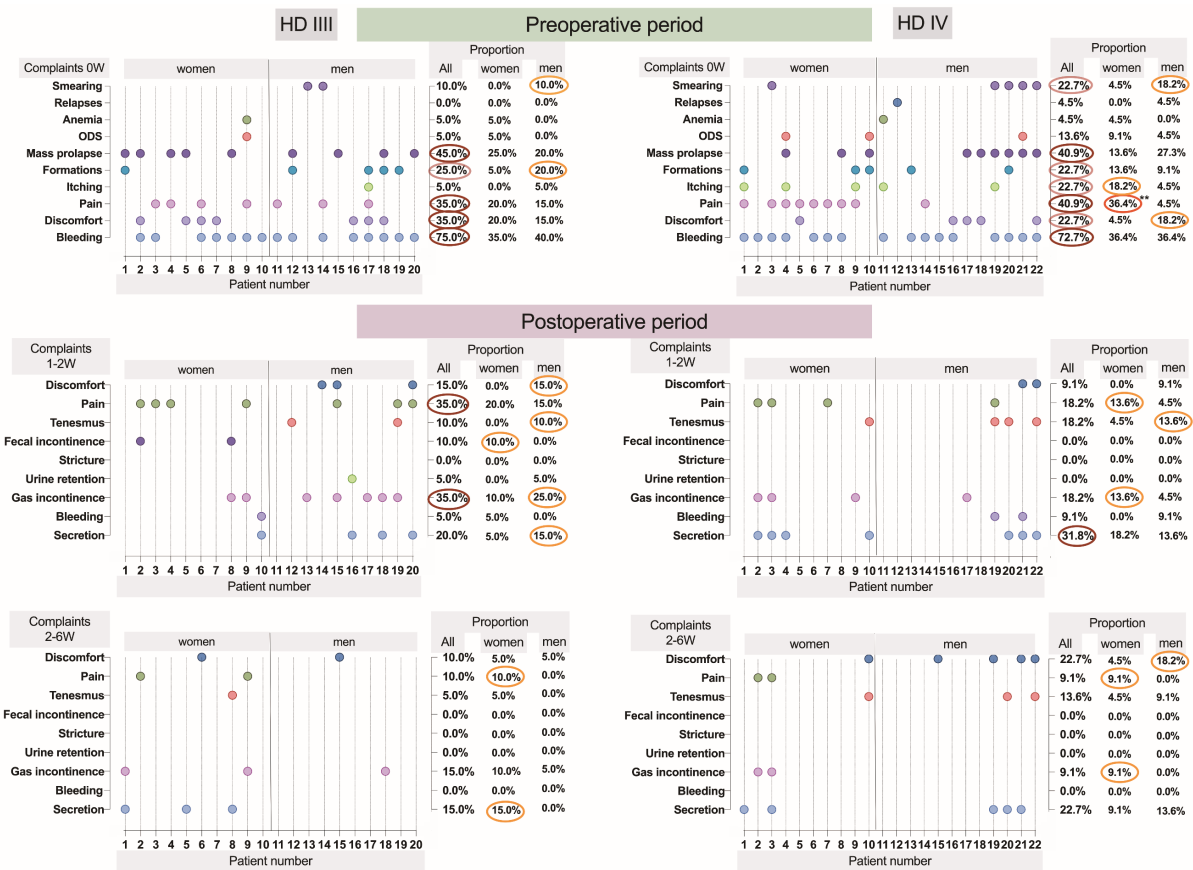 HD IIII
Preoperative period
HD IV
Proportion
Complaints 0W women men All women men
Smearing 10.0% 0.0% 10.0%
Relapses 0.0% 0.0% 0.0%
Anemia 5.0% 5.0% 0.0%
ODS 5.0% 5.0% 0.0%
Mass prolapse 45.0% 25.0% 20.0%
Formations 25.0% 5.0% 20.0%
Itching 5.0% 0.0% 5.0%
Pain 35.0% 20.0% 15.0%
Discomfort 35.0% 20.0% 15.0%
Bleeding 75.0% 35.0% 40.0%
1 2 3 4 5 6 7 8 9 10 11 12 13 14 15 16 17 18 19 20
Patient number
Proportion
Complaints 0W women men All women men
Smearing 22.7% 4.5% 18.2%
Relapses 4.5% 0.0% 4.5%
Anemia 4.5% 0.0% 4.5%
ODS 13.6% 9.1% 4.5%
Mass prolapse 40.9% 13.6% 27.3%
Formations 22.7% 13.6% 9.1%
Itching 22.7% 18.2% 4.5%
Pain 40.9% 36.4% ** 4.5%
Discomfort 22.7% 4.5% 18.2%
Bleeding 72.7% 36.4% 36.4%
1 2 3 4 5 6 7 8 9 10 11 12 13 14 15 16 17 18 19 20 21 22
Patient number
Postoperative period
Complaints
1-2W
Proportion
women men All women men
Discomfort 15.0% 0.0% 15.0%
Pain 35.0% 20.0% 15.0%
Tenesmus 10.0% 0.0% 10.0%
Fecal incontinence 10.0% 10.0% 0.0%
Stricture 0.0% 0.0% 0.0%
Urine retention 5.0% 0.0% 5.0%
Gas incontinence 35.0% 10.0% 25.0%
Bleeding 5.0% 5.0% 0.0%
Secretion 20.0% 5.0% 15.0%
1 2 3 4 5 6 7 8 9 10 11 12 13 14 15 16 17 18 19 20
Patient number
Complaints
1-2W
Proportion
women men All women men
Discomfort 9.1% 0.0% 9.1%
Pain 18.2% 13.6% 4.5%
Tenesmus 18.2% 4.5% 13.6%
Fecal incontinence 0.0% 0.0% 0.0%
Stricture 0.0% 0.0% 0.0%
Urine retention 0.0% 0.0% 0.0%
Gas incontinence 18.2% 13.6% 4.5%
Bleeding 9.1% 0.0% 9.1%
Secretion 31.8% 18.2% 13.6%
1 2 3 4 5 6 7 8 9 10 11 12 13 14 15 16 17 18 19 20 21 22
Patient number
Complaints
2-6W
Proportion
women men All women men
Discomfort 10.0% 5.0% 5.0%
Pain 10.0% 10.0% 0.0%
Tenesmus 5.0% 5.0% 0.0%
Fecal incontinence 0.0% 0.0% 0.0%
Stricture 0.0% 0.0% 0.0%
Urine retention 0.0% 0.0% 0.0%
Gas incontinence 15.0% 10.0% 5.0%
Bleeding 0.0% 0.0% 0.0%
Secretion 15.0% 15.0% 0.0%
1 2 3 4 5 6 7 8 9 10 11 12 13 14 15 16 17 18 19 20
Patient number
Complaints
2-6W
Proportion
women men All women men
Discomfort 22.7% 4.5% 18.2%
Pain 9.1% 9.1% 0.0%
Tenesmus 13.6% 4.5% 9.1%
Fecal incontinence 0.0% 0.0% 0.0%
Stricture 0.0% 0.0% 0.0%
Urine retention 0.0% 0.0% 0.0%
Gas incontinence 9.1% 9.1% 0.0%
Bleeding 0.0% 0.0% 0.0%
Secretion 22.7% 9.1% 13.6%
1 2 3 4 5 6 7 8 9 10 11 12 13 14 15 16 17 18 19 20 21 22
Patient number